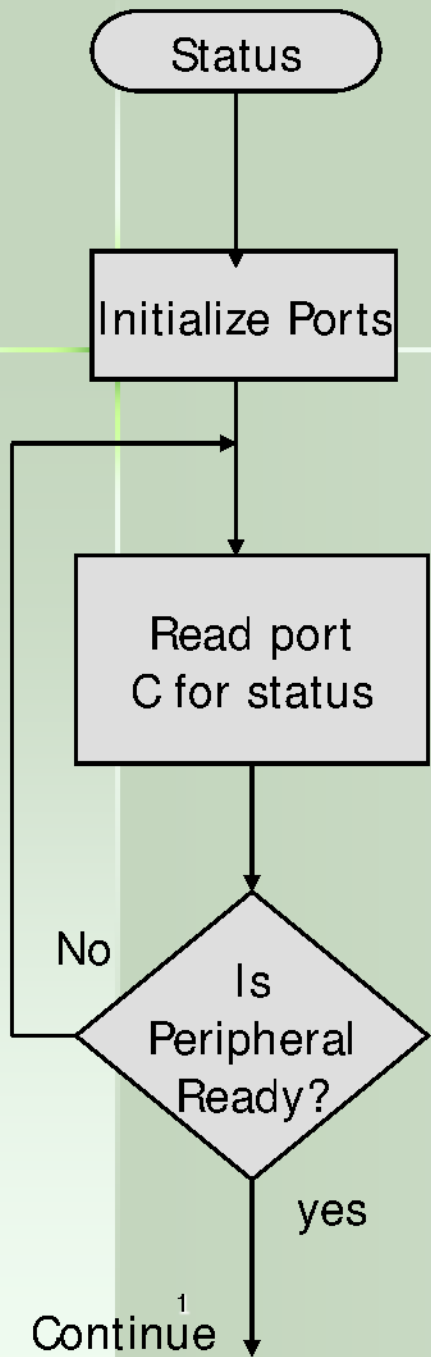 Status
Initialize Ports
Read port
C for status
No
Is
Peripheral
Ready?
yes
1
Continue